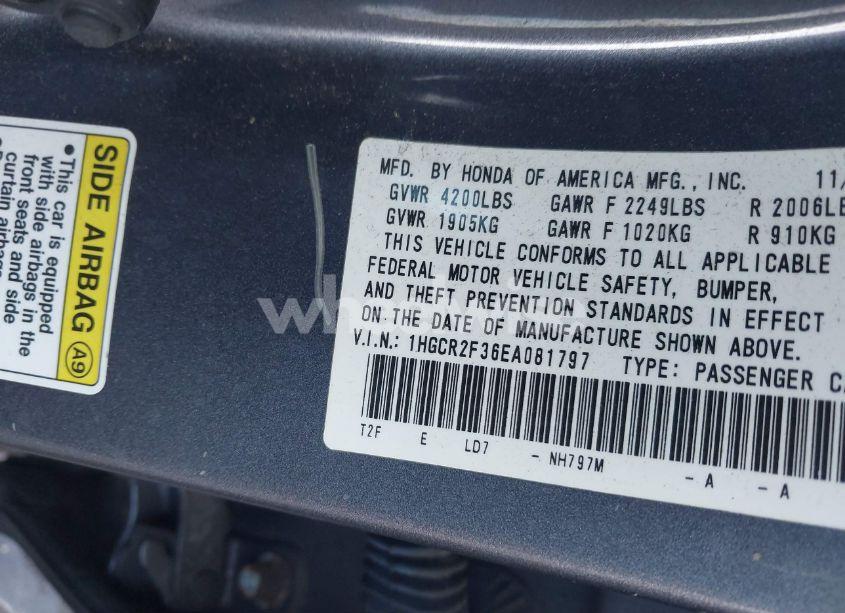 SIDE AIRBAG A9
• This car is equipped
with side airbags in the
front seats and side
curtain airbags
MFD. BY HONDA OF AMERICA MFG., INC. 11/
GVWR 4200LBS GAWR F 2249LBS R 2006LB
GVWR 1905KG GAWR F 1020KG R 910KG
THIS VEHICLE CONFORMS TO ALL APPLICABLE
FEDERAL MOTOR VEHICLE SAFETY, BUMPER,
AND THEFT PREVENTION STANDARDS IN EFFECT
ON THE DATE OF MANUFACTURE SHOWN ABOVE.
V.I.N.: 1HGCR2F36EA081797 TYPE: PASSENGER CA
T2F E LD7 - NH797M - A - A
wheelwise